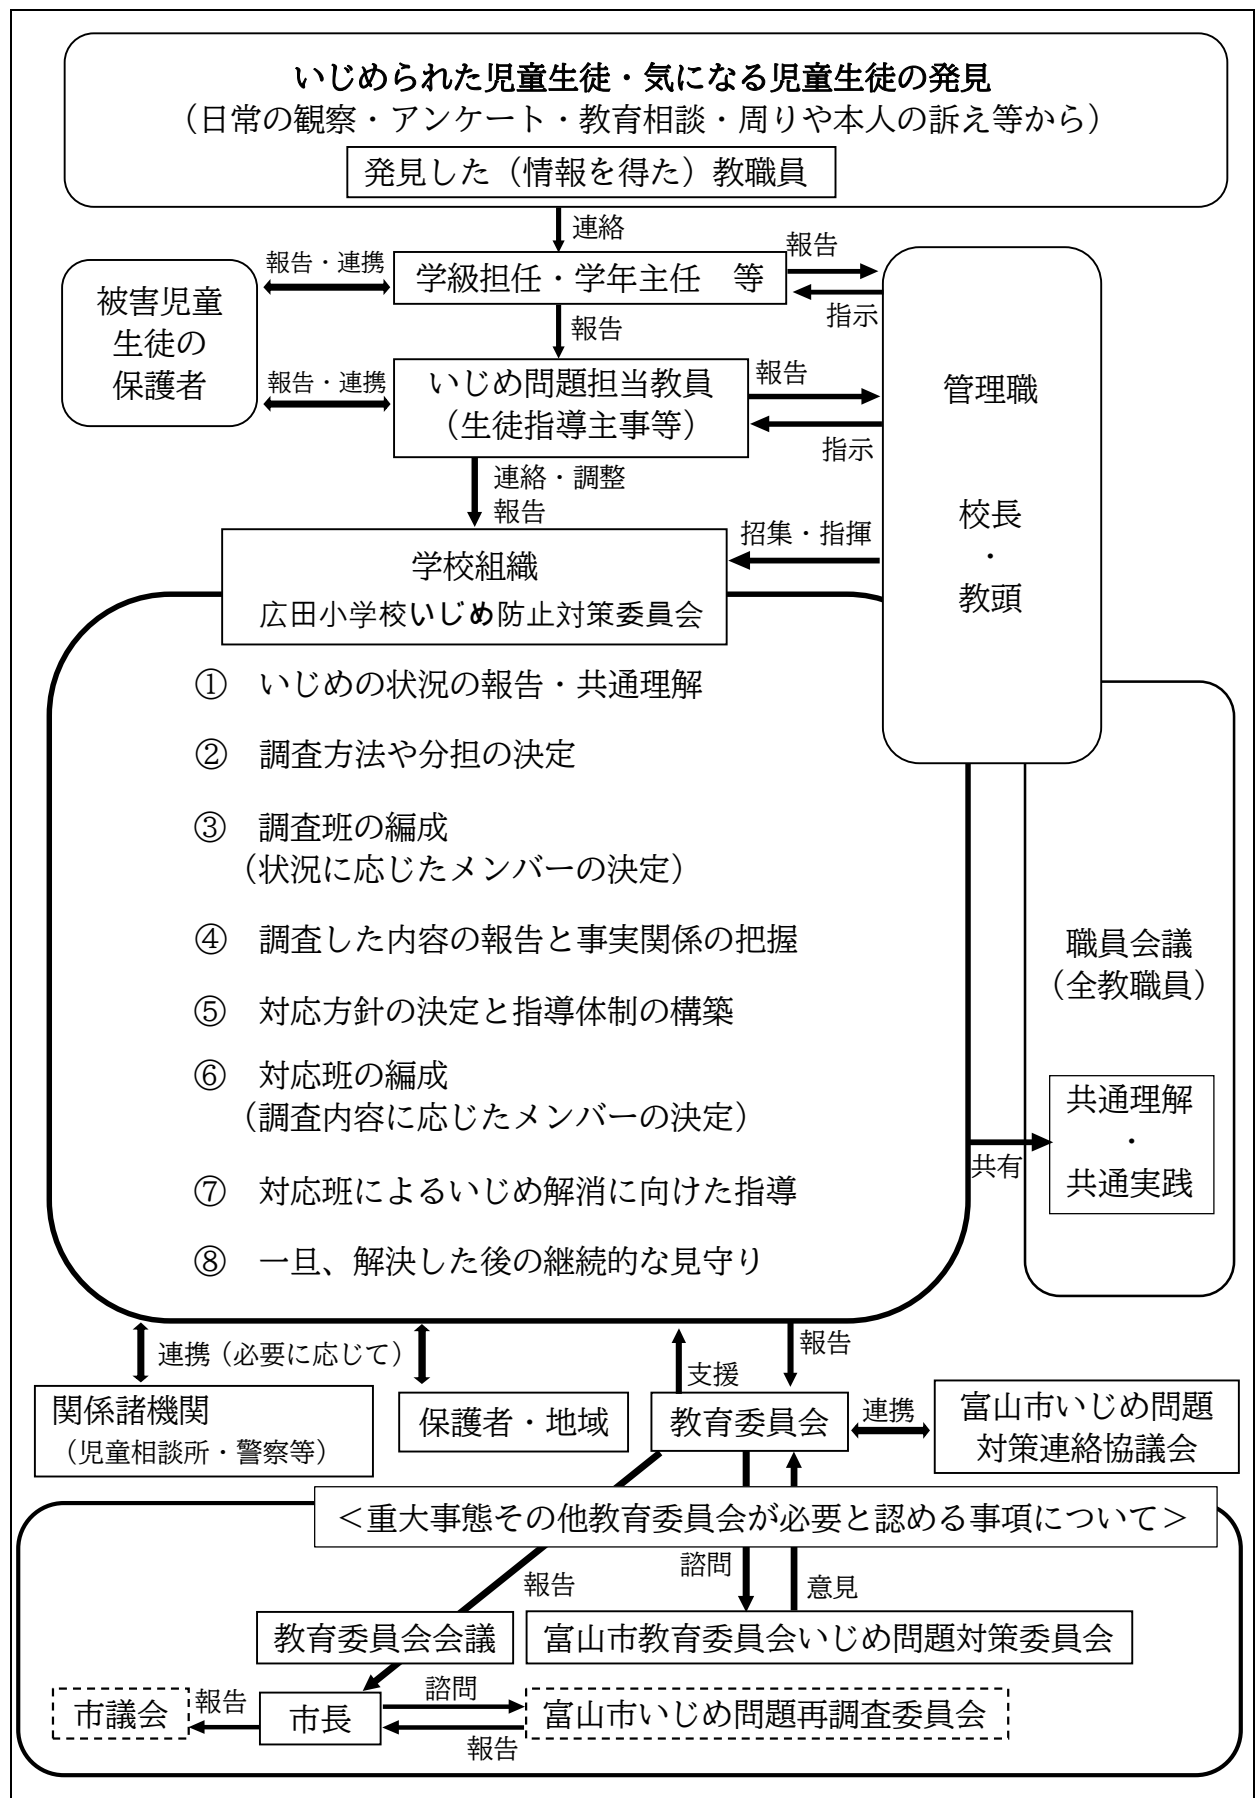 いじめられた児童生徒・気になる児童生徒の発見
（日常の観察・アンケート・教育相談・周りや本人の訴え等から）
発見した（情報を得た）教職員
連絡
報告・連携
学級担任・学年主任　等
報告
指示
被害児童
生徒の
保護者
報告
報告・連携
いじめ問題担当教員
（生徒指導主事等）
報告
指示
管理職
校長
・
教頭
連絡・調整
報告
招集・指揮
学校組織
広田小学校いじめ防止対策委員会
①　いじめの状況の報告・共通理解
②　調査方法や分担の決定
③　調査班の編成
（状況に応じたメンバーの決定）
④　調査した内容の報告と事実関係の把握
⑤　対応方針の決定と指導体制の構築
⑥　対応班の編成
（調査内容に応じたメンバーの決定）
⑦　対応班によるいじめ解消に向けた指導
⑧　一旦、解決した後の継続的な見守り
職員会議
（全教職員）
共有
共通理解
・
共通実践
連携（必要に応じて）
支援
報告
関係諸機関
（児童相談所・警察等）
保護者・地域
教育委員会
連携
富山市いじめ問題
対策連絡協議会
＜重大事態その他教育委員会が必要と認める事項について＞
報告
諮問
意見
教育委員会会議
富山市教育委員会いじめ問題対策委員会
市議会
報告
市長
諮問
報告
富山市いじめ問題再調査委員会